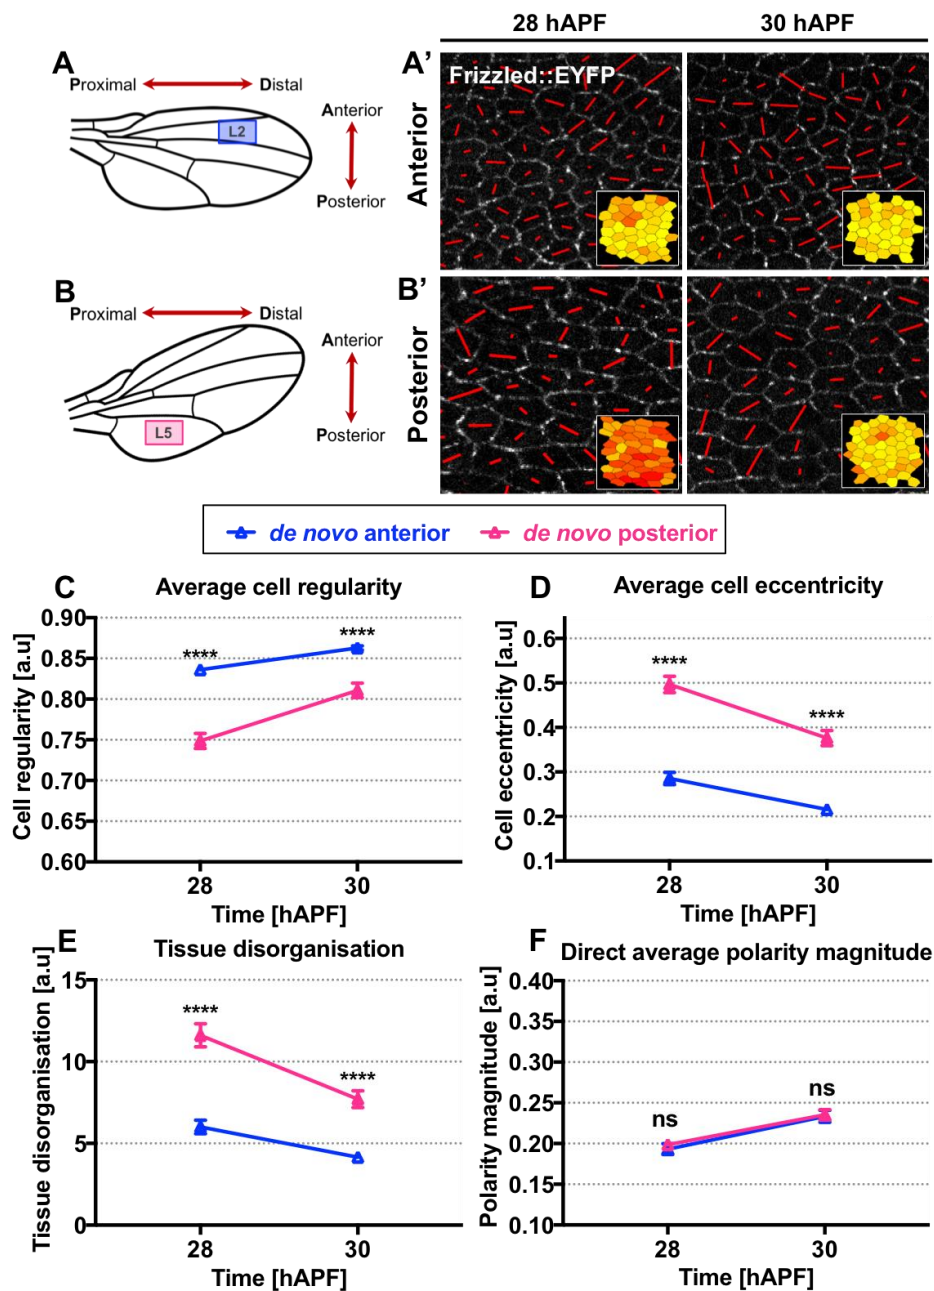 28 hAPF
30 hAPF
A
Proximal
Distal
Anterior
L2
Posterior
A’
Anterior
Frizzled::EYFP
B
Proximal
Distal
Anterior
L5
Posterior
B’
Posterior
de novo anterior
de novo posterior
C
Average cell regularity
Cell regularity [a.u]
0.90
0.85
0.80
0.75
0.70
0.65
0.60
****
****
28
30
Time [hAPF]
D
Average cell eccentricity
Cell eccentricity [a.u]
0.6
0.5
0.4
0.3
0.2
0.1
****
****
28
30
Time [hAPF]
E
Tissue disorganisation
Tissue disorganisation [a.u]
15
10
5
0
****
****
28
30
Time [hAPF]
F
Direct average polarity magnitude
Polarity magnitude [a.u]
0.40
0.35
0.30
0.25
0.20
0.15
0.10
ns
ns
28
30
Time [hAPF]